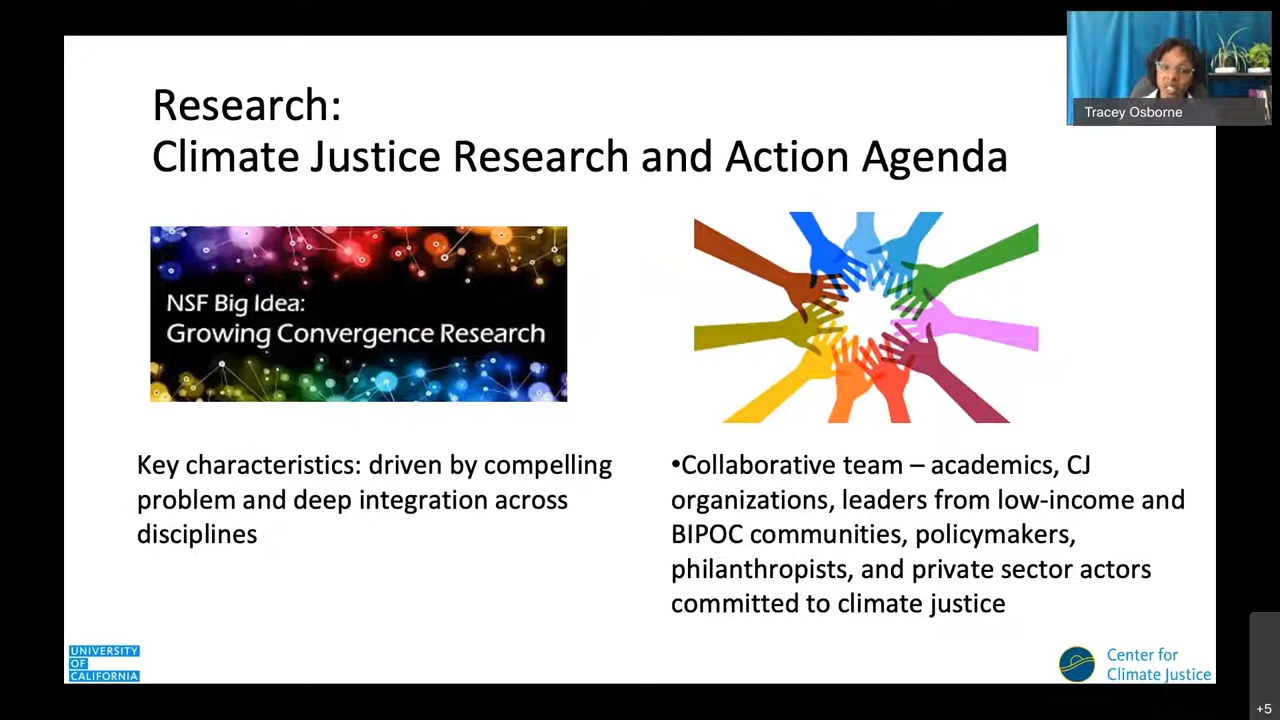 Research:
Climate Justice Research and Action Agenda
Tracey Osborne
NSF Big Idea:
Growing Convergence Research
Key characteristics: driven by compelling
problem and deep integration across
disciplines
•Collaborative team – academics, CJ
organizations, leaders from low-income and
BIPOC communities, policymakers,
philanthropists, and private sector actors
committed to climate justice
UNIVERSITY
OF
CALIFORNIA
Center for
Climate Justice
+5